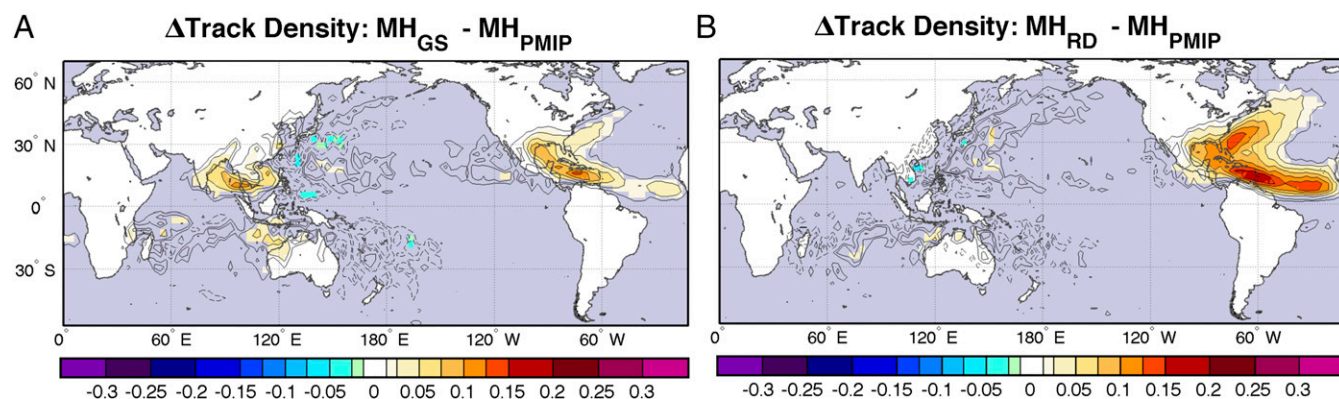 A
ΔTrack Density: MH_GS - MH_PMIP
60° N
30° N
0°
30° S
0° 60° E 120° E 180° E 120° W 60° W
-0.3 -0.25 -0.2 -0.15 -0.1 -0.05 0 0.05 0.1 0.15 0.2 0.25 0.3
B
ΔTrack Density: MH_RD - MH_PMIP
0° 60° E 120° E 180° E 120° W 60° W
-0.3 -0.25 -0.2 -0.15 -0.1 -0.05 0 0.05 0.1 0.15 0.2 0.25 0.3